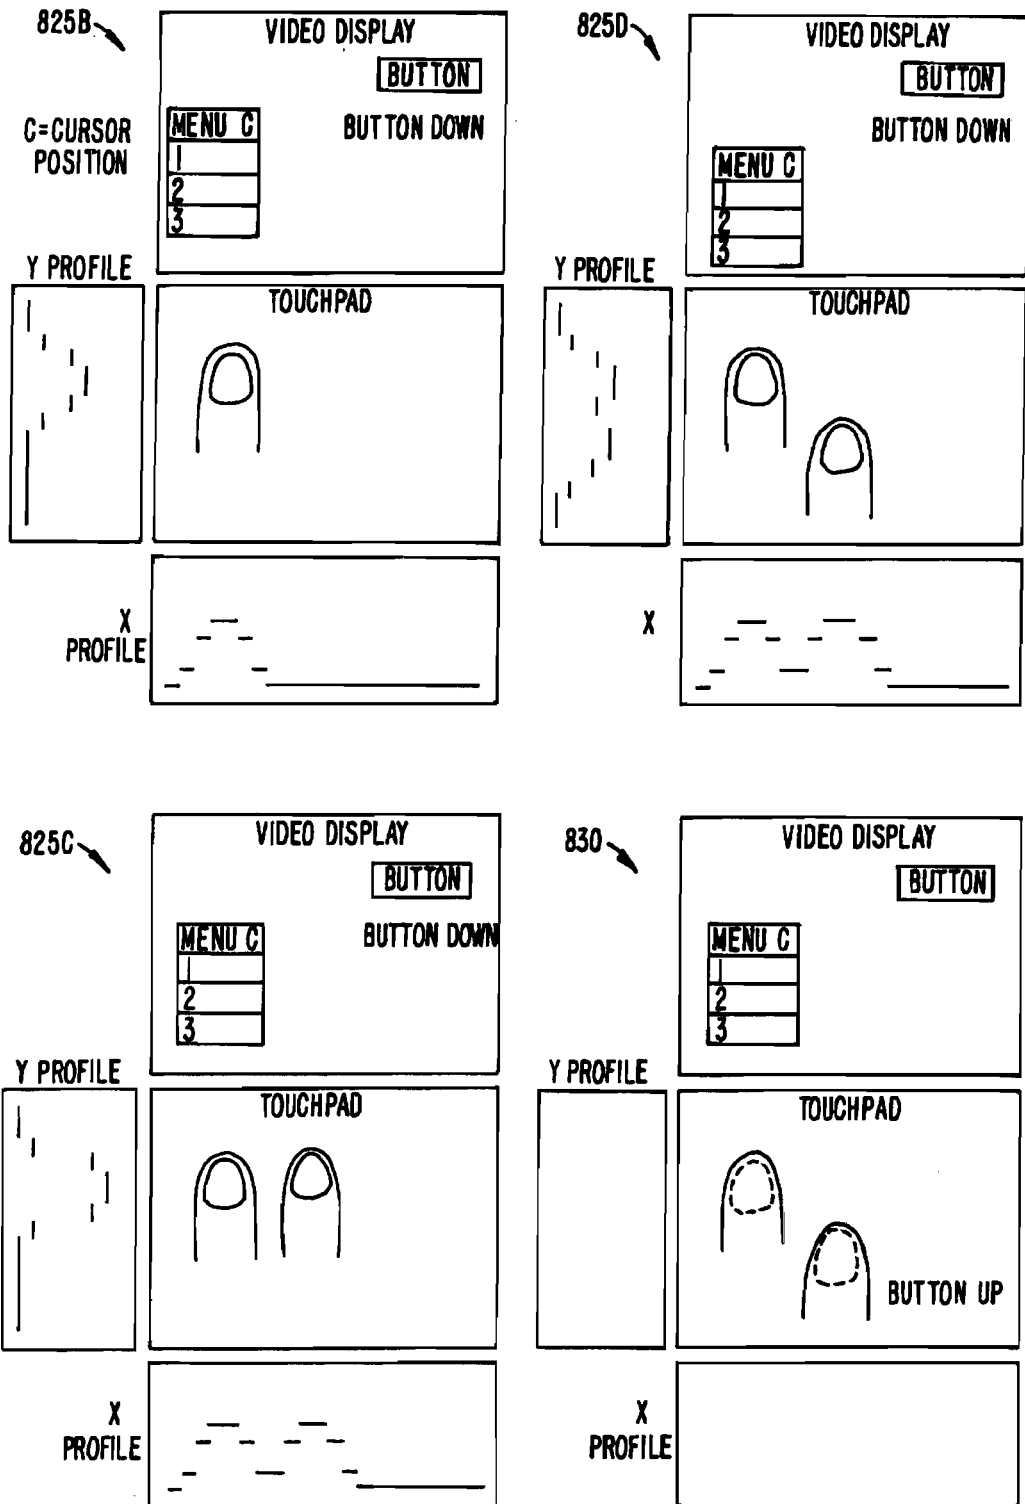 825B
VIDEO DISPLAY
BUTTON
C=CURSOR
POSITION
MENU C
BUTTON DOWN
1
2
3
Y PROFILE
TOUCHPAD
X
PROFILE
825D
VIDEO DISPLAY
BUTTON
BUTTON DOWN
MENU C
1
2
3
Y PROFILE
TOUCHPAD
X
825C
VIDEO DISPLAY
BUTTON
MENU C
BUTTON DOWN
1
2
3
Y PROFILE
TOUCHPAD
X
PROFILE
830
VIDEO DISPLAY
BUTTON
MENU C
1
2
3
Y PROFILE
TOUCHPAD
BUTTON UP
X
PROFILE